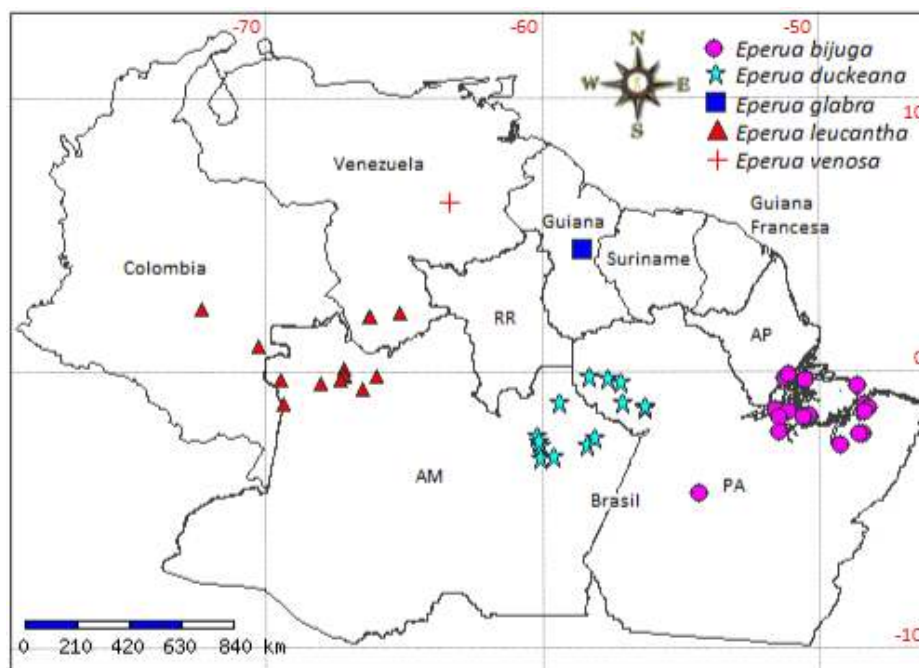 -70
-60
-50
N
W
E
S
Eperua bijuga
Eperua duckeana
Eperua glabra
Eperua leucantha
Eperua venosa
10
Venezuela
Guiana
Guiana
Francesa
Suriname
Colombia
RR
AP
0
AM
Brasil
PA
0 210 420 630 840 km
-10